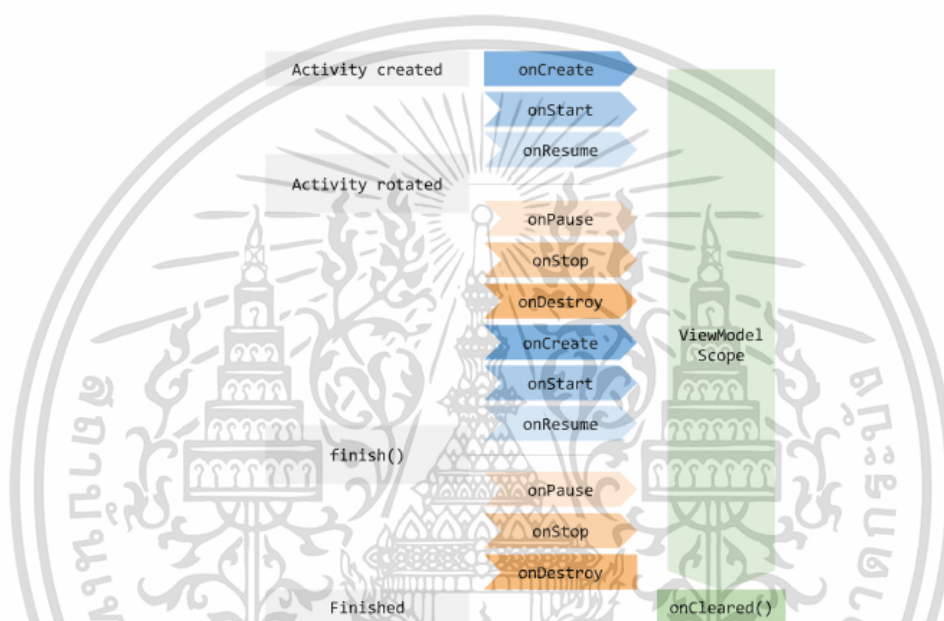 Activity created
onCreate
onStart
onResume
Activity rotated
onPause
onStop
onDestroy
onCreate
onStart
onResume
ViewModel
Scope
finish()
onPause
onStop
onDestroy
Finished
onCleared()